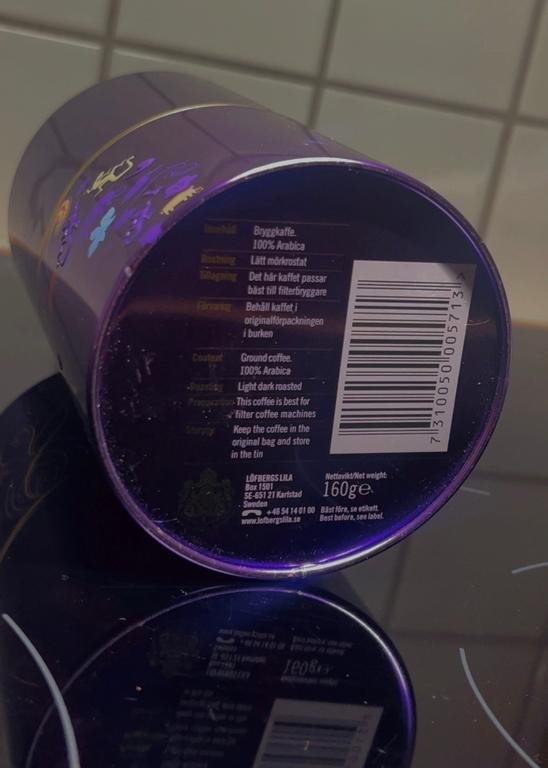 Innehåll Bryggkaffe.
100% Arabica
Rostning Lätt mörkrostat
Tillagning Det här kaffet passar
bäst till filterbryggare
Förvaring Behåll kaffet i
originalförpackningen
i burken
Content Ground coffee.
100% Arabica
Roasting Light dark roasted
Preparation This coffee is best for
filter coffee machines
Storing Keep the coffee in the
original bag and store
in the tin
LÖFBERGS LILA
Box 1501
SE-651 21 Karlstad
Sweden
+46 54 14 01 00
www.lofbergslila.se
Nettovikt/Net weight:
160g℮
Bäst före, se etikett.
Best before, see label.
7 310050 005713 >